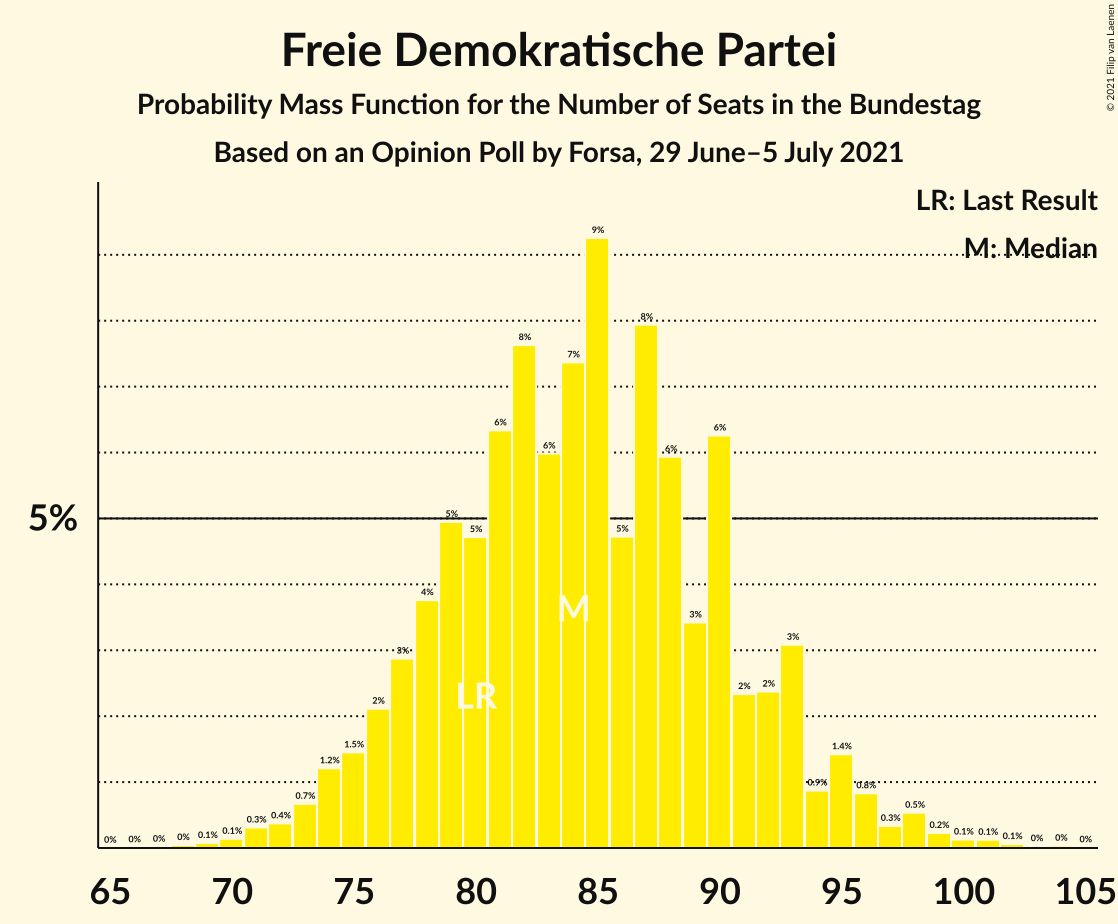 Freie Demokratische Partei
Probability Mass Function for the Number of Seats in the Bundestag
Based on an Opinion Poll by Forsa, 29 June–5 July 2021
© 2021 Filip van Laenen
LR: Last Result
M: Median
5%
0% 0% 0% 0% 0.1% 0.1% 0.3% 0.4% 0.7% 1.2% 1.5% 2% 3% 4% 5% 5% 6% 8% 6% 7% 9% 5% 8% 6% 3% 6% 2% 2% 3% 0.9% 1.4% 0.8% 0.3% 0.5% 0.2% 0.1% 0.1% 0.1% 0% 0% 0%
M
LR
65 70 75 80 85 90 95 100 105